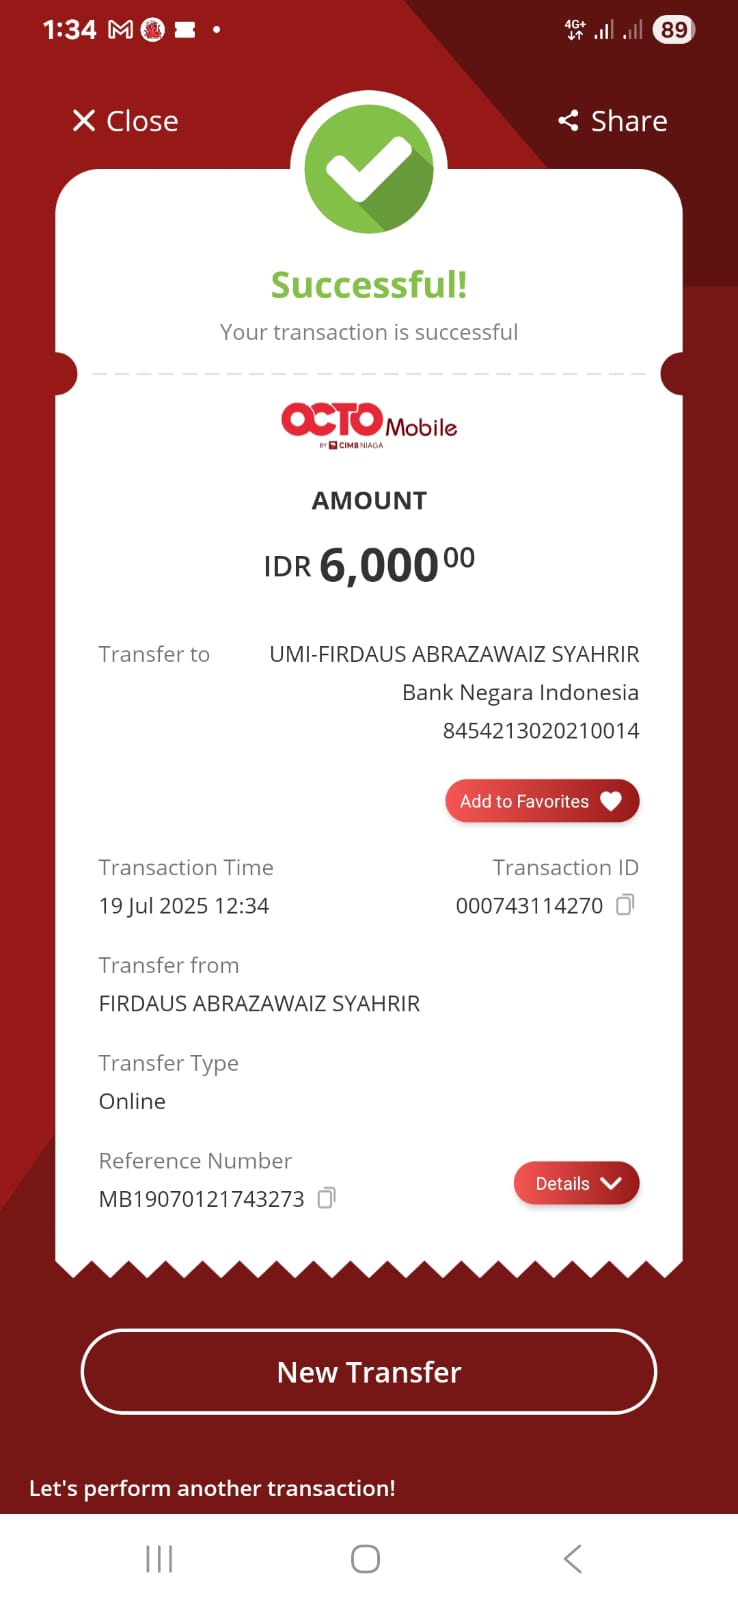 1:34
4G+
89
Close
Share
Successful!
Your transaction is successful
OCTO Mobile
BY CIMB NIAGA
AMOUNT
IDR 6,000 00
Transfer to UMI-FIRDAUS ABRAZAWAIZ SYAHRIR
Bank Negara Indonesia
8454213020210014
Add to Favorites
Transaction Time Transaction ID
19 Jul 2025 12:34 000743114270
Transfer from
FIRDAUS ABRAZAWAIZ SYAHRIR
Transfer Type
Online
Reference Number
MB19070121743273
Details
New Transfer
Let's perform another transaction!